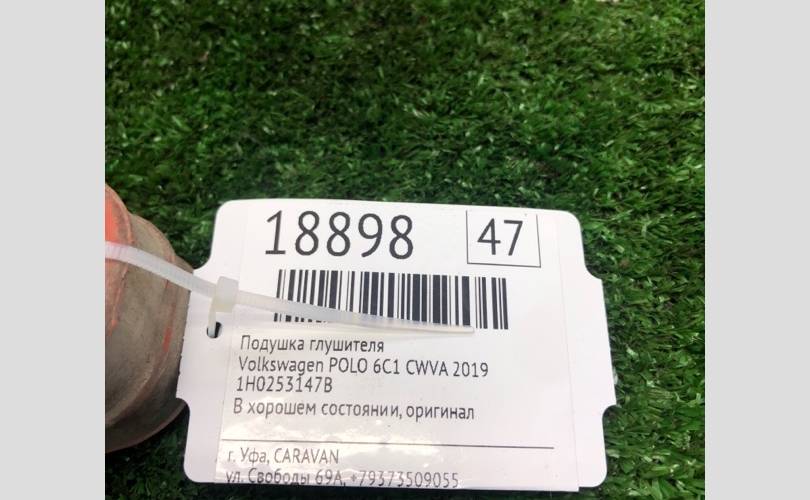 18898 47
Подушка глушителя
Volkswagen POLO 6C1 CWVA 2019
1H0253147B
В хорошем состоянии, оригинал
г. Уфа, CARAVAN
ул. Свободы 69А, +79373509055